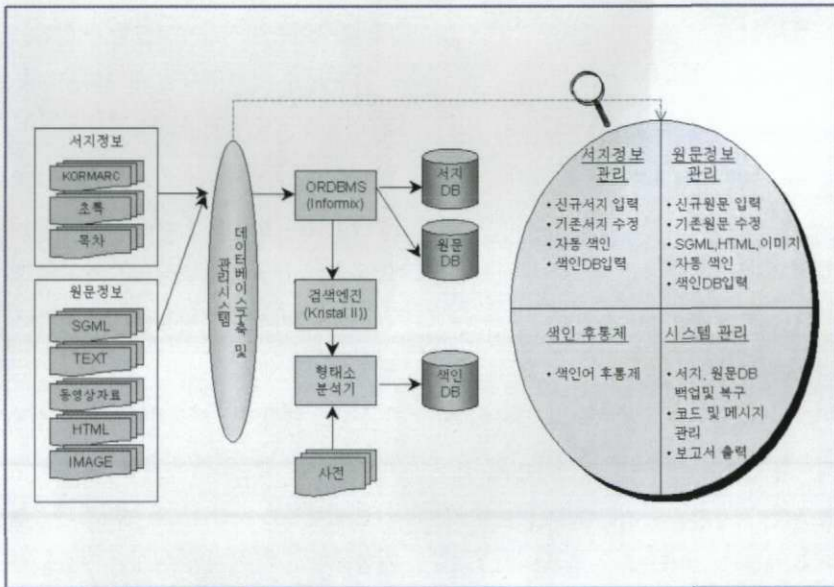 서지정보
KORMARC
초록
목차
원문정보
SGML
TEXT
동영상자료
HTML
IMAGE
데이터베이스구축 및
관리시스템
ORDBMS
(Informix)
검색엔진
(Kristal II))
형태소
분석기
사전
서지
DB
원문
DB
색인
DB
서지정보
관리
• 신규서지 입력
• 기존서지 수정
• 자동 색인
• 색인DB입력
원문정보
관리
• 신규원문 입력
• 기존원문 수정
• SGML,HTML,이미지
• 자동 색인
• 색인DB입력
색인 후통제
• 색인어 후통제
시스템 관리
• 서지, 원문DB
백업및 복구
• 코드 및 메시지
관리
• 보고서 출력